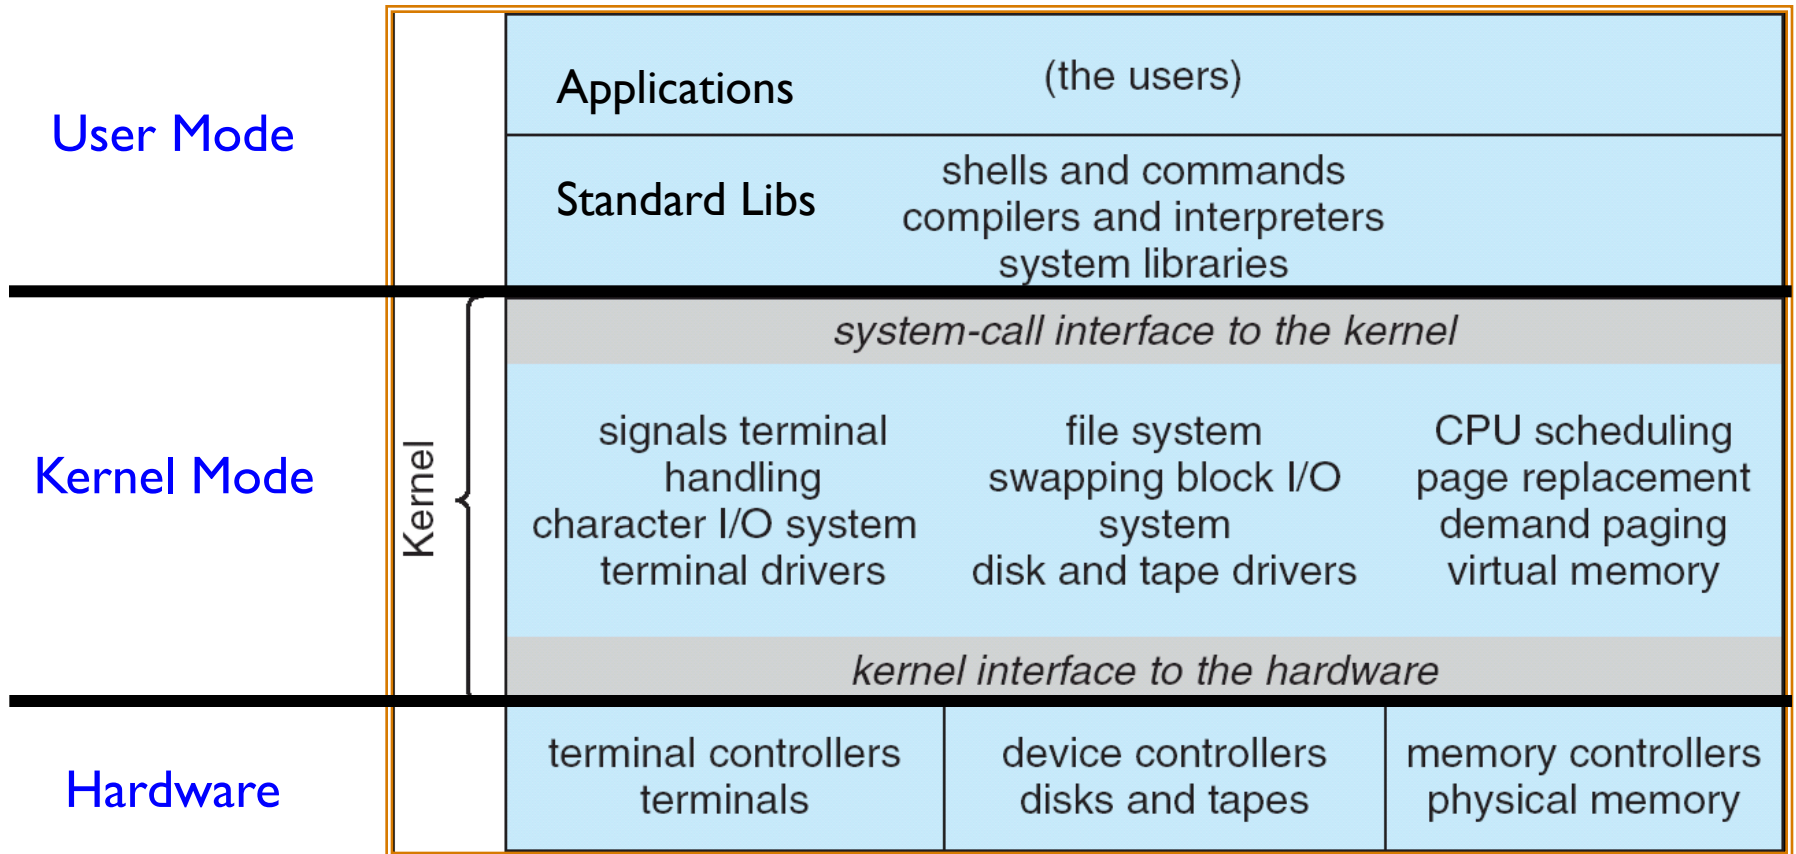 User Mode
Applications
(the users)
Standard Libs
shells and commands
compilers and interpreters
system libraries
Kernel Mode
Kernel
system-call interface to the kernel
signals terminal
handling
character I/O system
terminal drivers
file system
swapping block I/O
system
disk and tape drivers
CPU scheduling
page replacement
demand paging
virtual memory
kernel interface to the hardware
Hardware
terminal controllers
terminals
device controllers
disks and tapes
memory controllers
physical memory